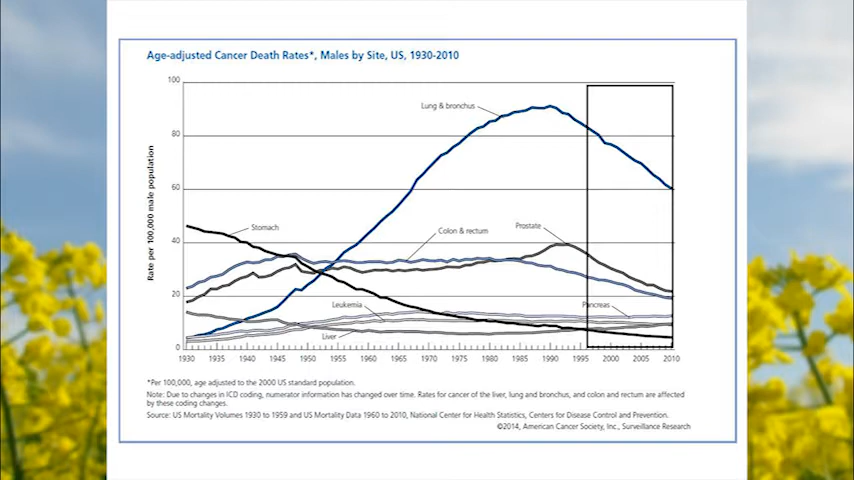 Age-adjusted Cancer Death Rates*, Males by Site, US, 1930-2010
100
80
60
40
20
0
Rate per 100,000 male population
Lung & bronchus
Stomach
Colon & rectum
Prostate
Leukemia
Pancreas
Liver
1930 1935 1940 1945 1950 1955 1960 1965 1970 1975 1980 1985 1990 1995 2000 2005 2010
*Per 100,000, age adjusted to the 2000 US standard population.
Note: Due to changes in ICD coding, numerator information has changed over time. Rates for cancer of the liver, lung and bronchus, and colon and rectum are affected
by these coding changes.
Source: US Mortality Volumes 1930 to 1959 and US Mortality Data 1960 to 2010, National Center for Health Statistics, Centers for Disease Control and Prevention.
©2014, American Cancer Society, Inc., Surveillance Research